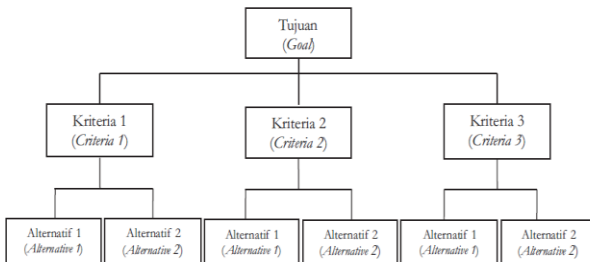 Tujuan
(Goal)
Kriteria 1
(Criteria 1)
Kriteria 2
(Criteria 2)
Kriteria 3
(Criteria 3)
Alternatif 1
(Alternative 1)
Alternatif 2
(Alternative 2)
Alternatif 1
(Alternative 1)
Alternatif 2
(Alternative 2)
Alternatif 1
(Alternative 1)
Alternatif 2
(Alternative 2)